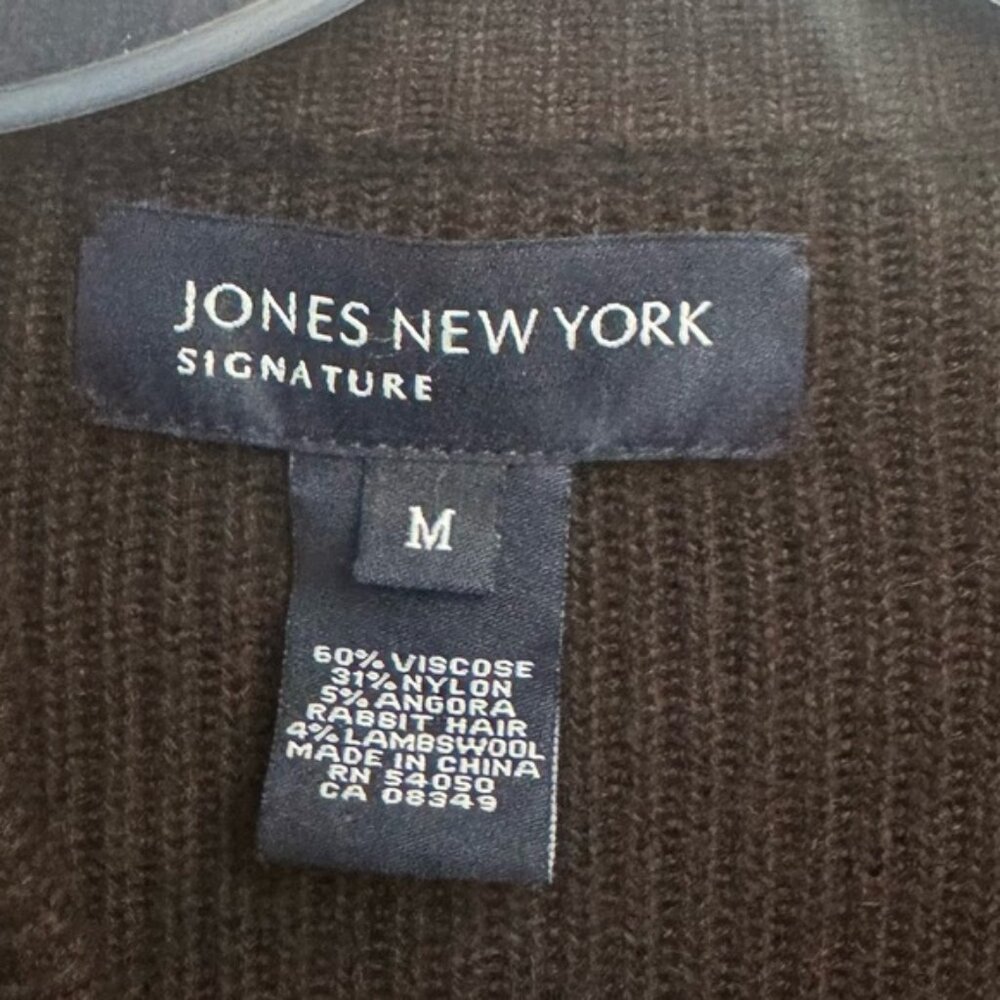 JONES NEW YORK
SIGNATURE
M
60% VISCOSE
31% NYLON
5% ANGORA
RABBIT HAIR
4% LAMBSWOOL
MADE IN CHINA
RN 54050
CA 08349